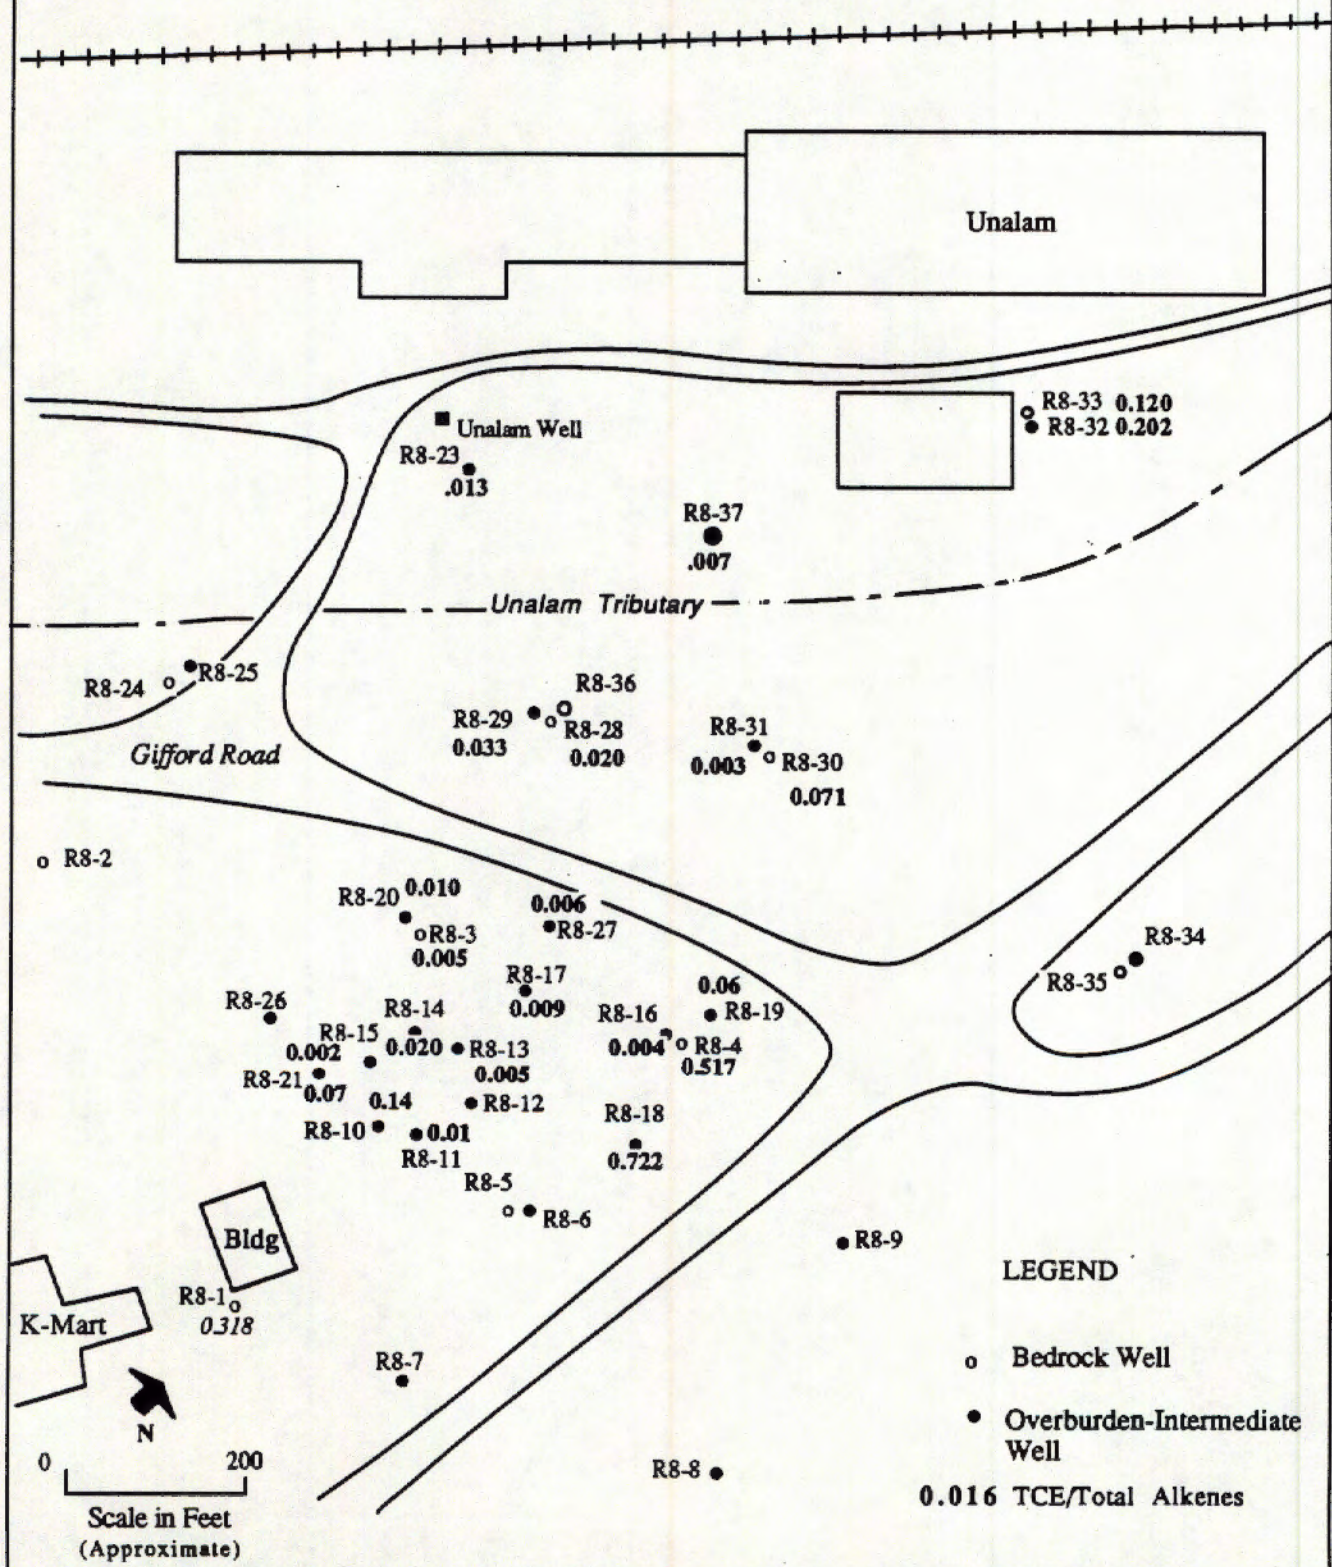 Unalam
R8-33 0.120
R8-32 0.202
Unalam Well
R8-23
.013
R8-37
.007
Unalam Tributary
R8-25
R8-24
R8-36
R8-29
R8-28
0.033
0.020
R8-31
0.003
R8-30
0.071
Gifford Road
R8-2
R8-20
0.010
R8-3
0.005
0.006
R8-27
R8-34
R8-35
R8-17
0.009
0.06
R8-19
R8-16
0.004
R8-4
0.517
R8-26
R8-14
0.020
R8-15
0.002
R8-13
0.005
R8-21
0.07
0.14
R8-12
R8-10
0.01
R8-11
R8-18
0.722
R8-5
R8-6
Bldg
R8-9
R8-1
0.318
K-Mart
R8-7
R8-8
N
0 200
Scale in Feet
(Approximate)
LEGEND
Bedrock Well
Overburden-Intermediate
Well
0.016 TCE/Total Alkenes